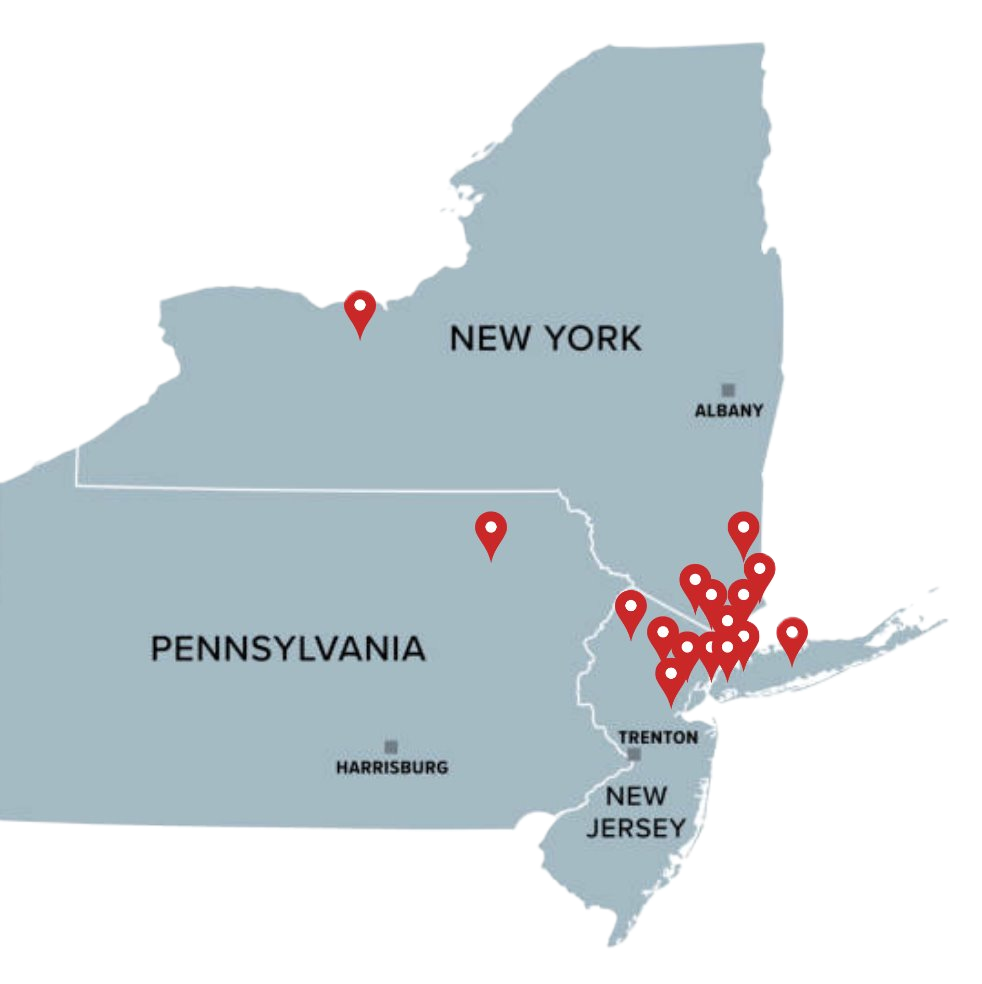 NEW YORK
ALBANY
PENNSYLVANIA
TRENTON
HARRISBURG
NEW
JERSEY